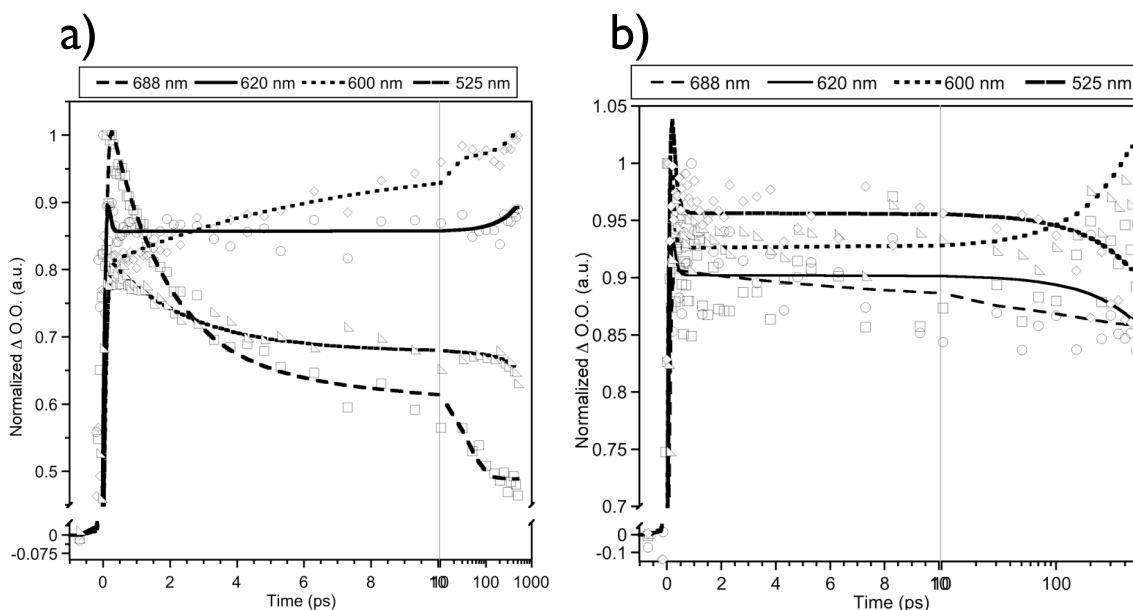 a)
688 nm 620 nm 600 nm 525 nm
1
0.9
0.8
0.7
0.6
0.5
0
-0.075
Normalized Δ O.O. (a.u.)
0 2 4 6 8 10 10 100 1000
Time (ps)
b)
688 nm 620 nm 600 nm 525 nm
1.05
1
0.95
0.9
0.85
0.8
0.75
0.7
0
-0.1
Normalized Δ O.O. (a.u.)
0 2 4 6 8 10 10 100
Time (ps)